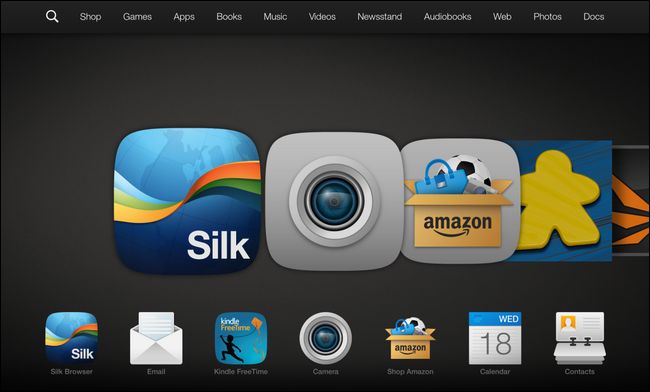 Shop Games Apps Books Music Videos Newsstand Audiobooks Web Photos Docs
Silk
amazon
kindle
FreeTime
Silk
amazon
WED
18
Silk Browser Email Kindle FreeTime Camera Shop Amazon Calendar Contacts